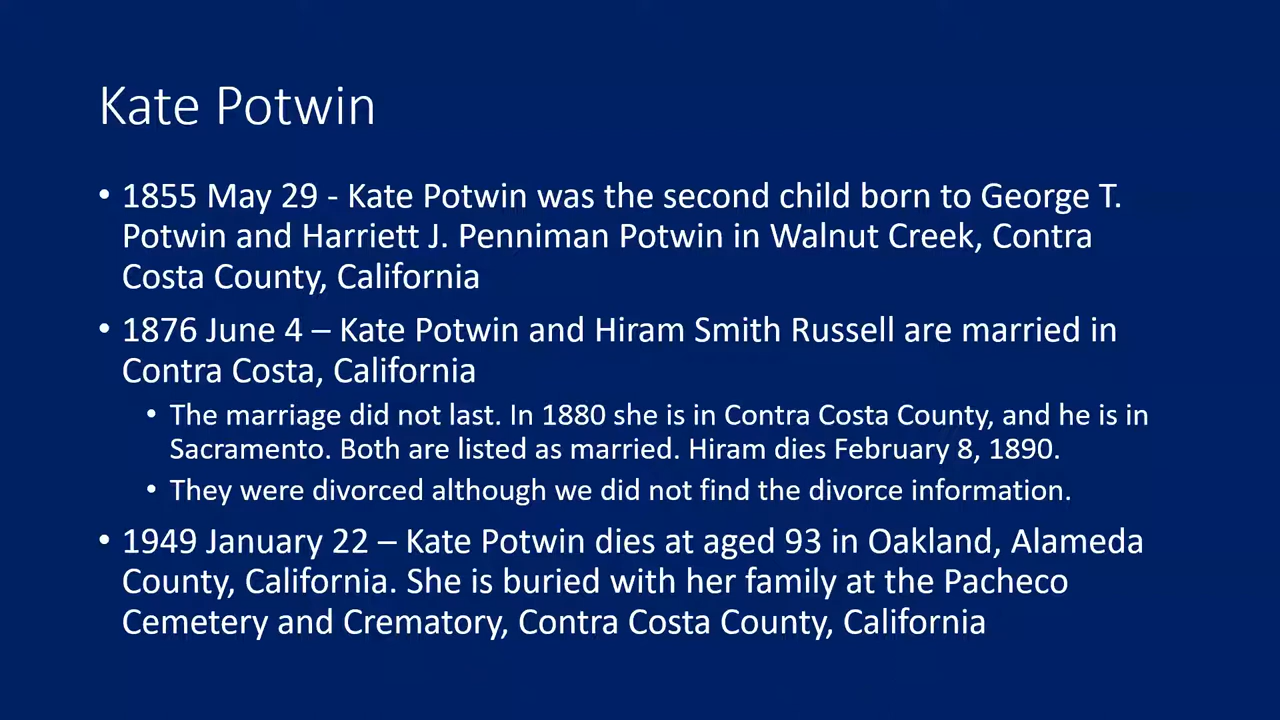 Kate Potwin
• 1855 May 29 - Kate Potwin was the second child born to George T.
Potwin and Harriett J. Penniman Potwin in Walnut Creek, Contra
Costa County, California
• 1876 June 4 – Kate Potwin and Hiram Smith Russell are married in
Contra Costa, California
• The marriage did not last. In 1880 she is in Contra Costa County, and he is in
Sacramento. Both are listed as married. Hiram dies February 8, 1890.
• They were divorced although we did not find the divorce information.
• 1949 January 22 – Kate Potwin dies at aged 93 in Oakland, Alameda
County, California. She is buried with her family at the Pacheco
Cemetery and Crematory, Contra Costa County, California